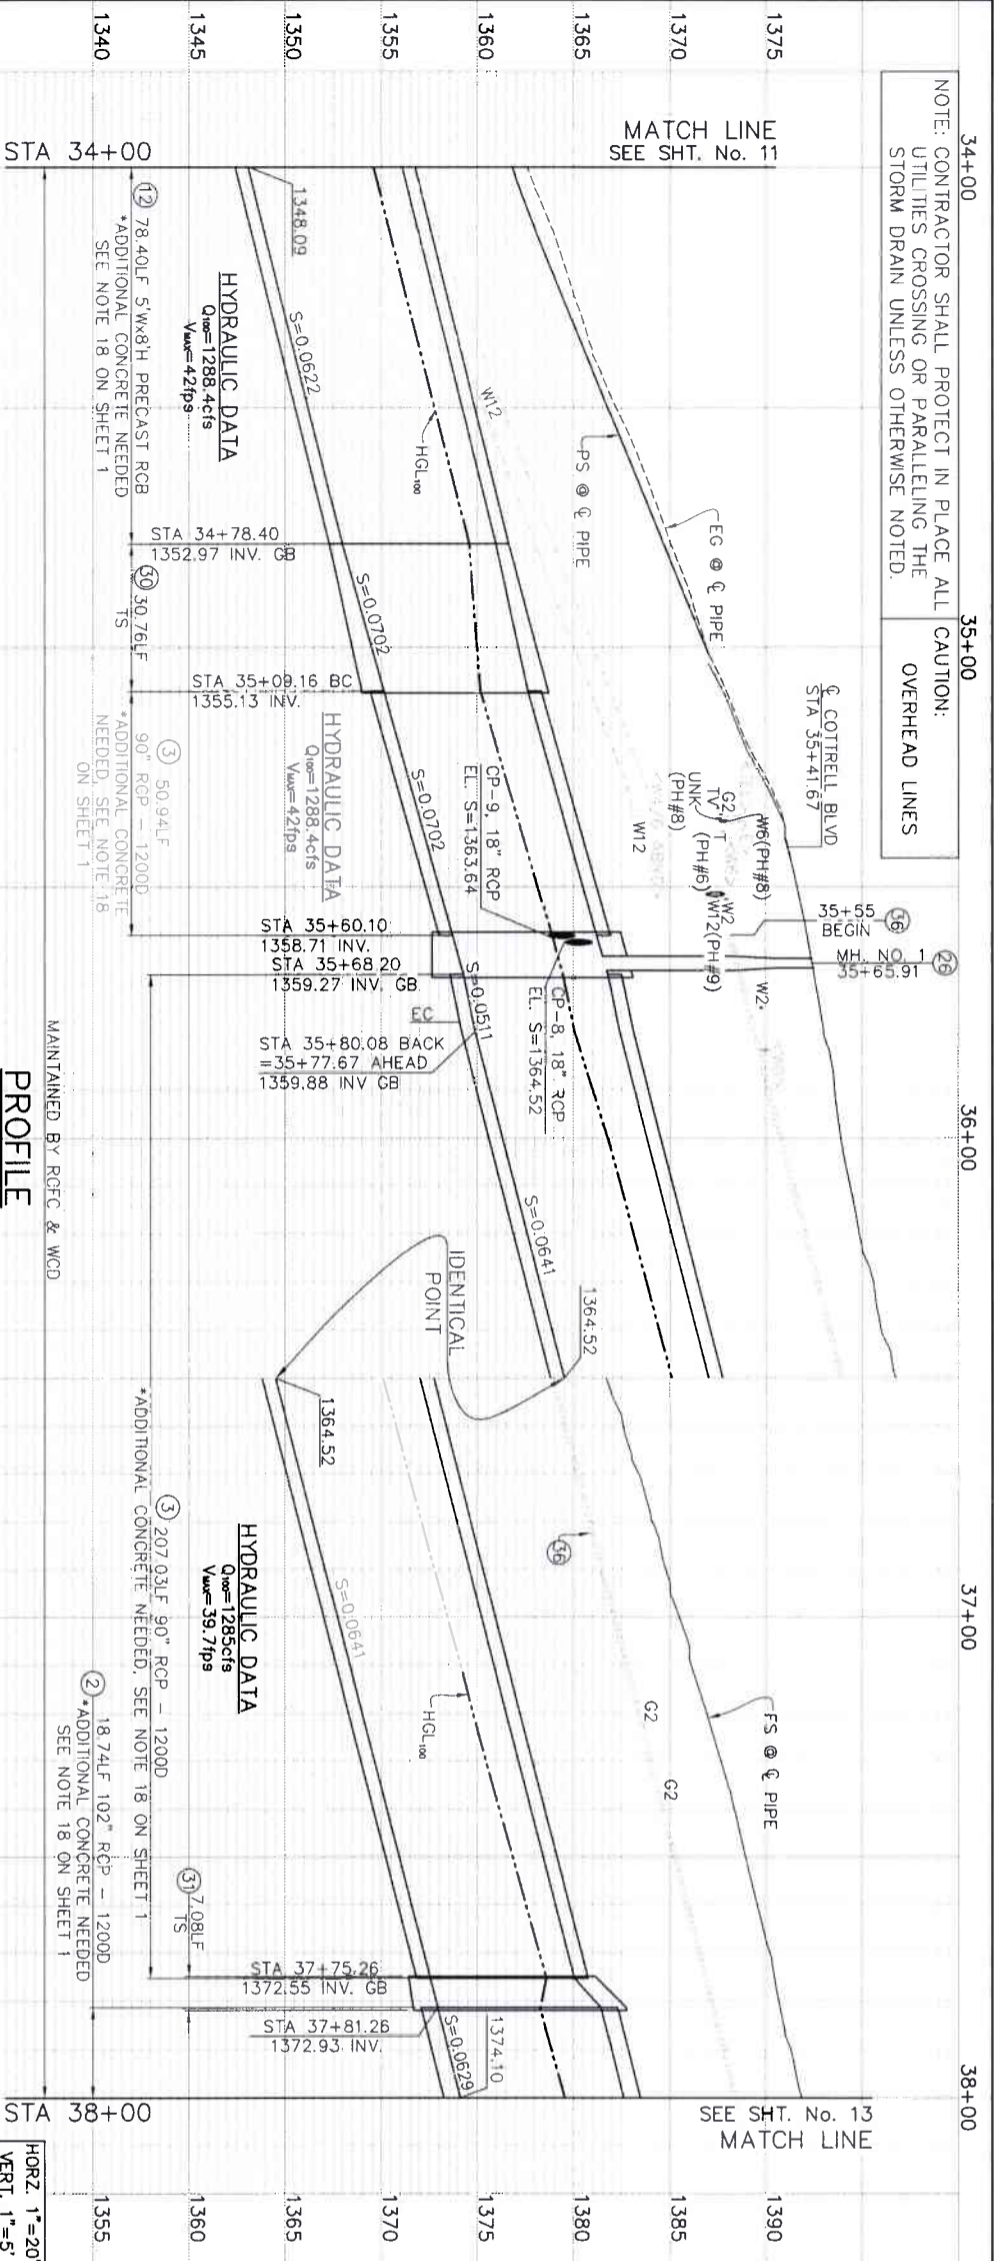 34+00
35+00
36+00
37+00
38+00
NOTE: CONTRACTOR SHALL PROTECT IN PLACE ALL
UTILITIES CROSSING OR PARALLELING THE
STORM DRAIN UNLESS OTHERWISE NOTED.
CAUTION:
OVERHEAD LINES
1375
1370
1365
1360
1355
1350
1345
1340
MATCH LINE
SEE SHT. No. 11
STA 34+00
EG @ ℄ PIPE
PS @ ℄ PIPE
℄ COTTRELL BLVD
STA 35+41.67
W6(PH#8)
G2, T
TV
UNK
(PH#8)
(PH#6)
W2
W12(PH#9)
W12
36
35+55
BEGIN
26
MH. NO. 1
35+65.91
W2
W12
HGL100
1348.09
S=0.0622
HYDRAULIC DATA
Q100=1288.4cfs
VMAX=42fps
12 78.40LF 5'Wx8'H PRECAST RCB
*ADDITIONAL CONCRETE NEEDED
SEE NOTE 18 ON SHEET 1
STA 34+78.40
1352.97 INV. GB
30 30.76LF
TS
S=0.0702
STA 35+09.16 BC
1355.13 INV.
HYDRAULIC DATA
Q100=1288.4cfs
VMAX=42fps
3 50.94LF
90" RCP - 1200D
*ADDITIONAL CONCRETE
NEEDED, SEE NOTE 18
ON SHEET 1
S=0.0702
CP-9, 18" RCP
EL. S=1363.64
CP-8, 18" RCP
EL. S=1364.52
STA 35+60.10
1358.71 INV.
STA 35+68.20
1359.27 INV. GB
S=0.0511
EC
STA 35+80.08 BACK
=35+77.67 AHEAD
1359.88 INV GB
S=0.0641
1364.52
IDENTICAL
POINT
1364.52
MAINTAINED BY RCFC & WCD
PROFILE
36
FS @ ℄ PIPE
G2
G2
HGL100
S=0.0641
HYDRAULIC DATA
Q100=1285cfs
VMAX=39.7fps
3 207.03LF 90" RCP - 1200D
*ADDITIONAL CONCRETE NEEDED, SEE NOTE 18 ON SHEET 1
2 18.74LF 102" RCP - 1200D
*ADDITIONAL CONCRETE NEEDED
SEE NOTE 18 ON SHEET 1
31 7.08LF
TS
STA 37+75.26
1372.55 INV. GB
STA 37+81.26
1372.93 INV.
1374.10
S=0.0629
SEE SHT. No. 13
MATCH LINE
STA 38+00
1390
1385
1380
1375
1370
1365
1360
1355
HORZ. 1"=20'
VERT. 1"=5'